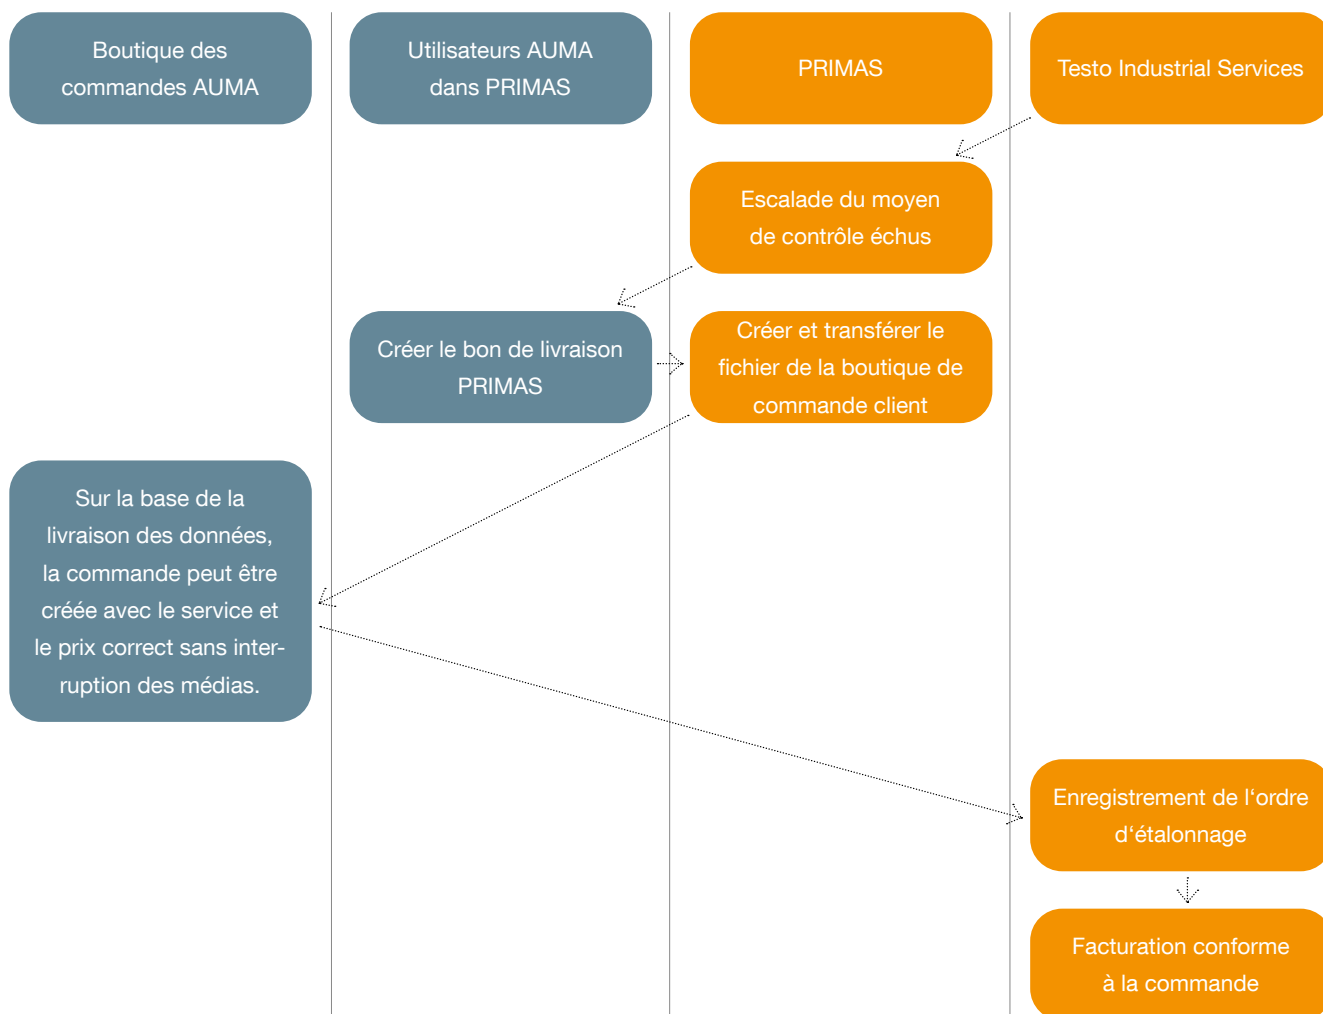 Boutique des
commandes AUMA
Utilisateurs AUMA
dans PRIMAS
PRIMAS
Testo Industrial Services
Escalade du moyen
de contrôle échus
Créer le bon de livraison
PRIMAS
Créer et transférer le
fichier de la boutique de
commande client
Sur la base de la
livraison des données,
la commande peut être
créée avec le service et
le prix correct sans inter-
ruption des médias.
Enregistrement de l‘ordre
d‘étalonnage
Facturation conforme
à la commande